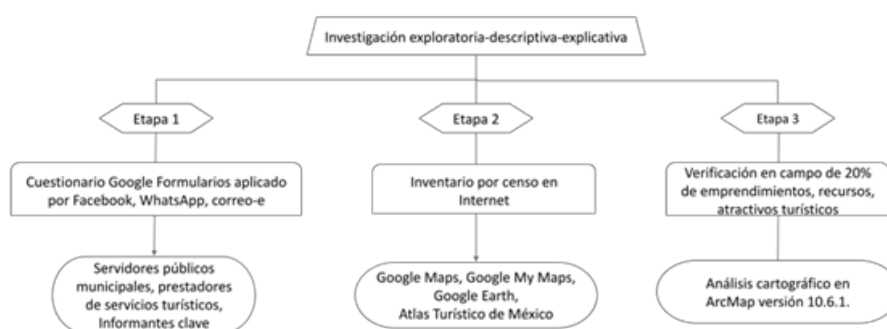 Investigación exploratoria-descriptiva-explicativa
Etapa 1
Etapa 2
Etapa 3
Cuestionario Google Formularios aplicado
por Facebook, WhatsApp, correo-e
Inventario por censo en
Internet
Verificación en campo de 20%
de emprendimientos, recursos,
atractivos turísticos
Servidores públicos
municipales, prestadores
de servicios turísticos,
Informantes clave
Google Maps, Google My Maps,
Google Earth,
Atlas Turístico de México
Análisis cartográfico en
ArcMap versión 10.6.1.